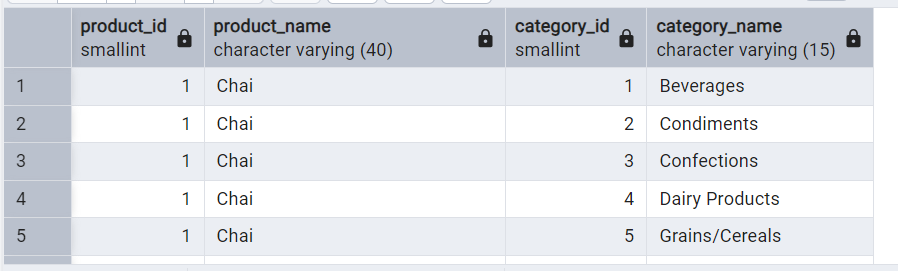 product_id product_name category_id category_name
smallint character varying (40) smallint character varying (15)
1 1 Chai 1 Beverages
2 1 Chai 2 Condiments
3 1 Chai 3 Confections
4 1 Chai 4 Dairy Products
5 1 Chai 5 Grains/Cereals